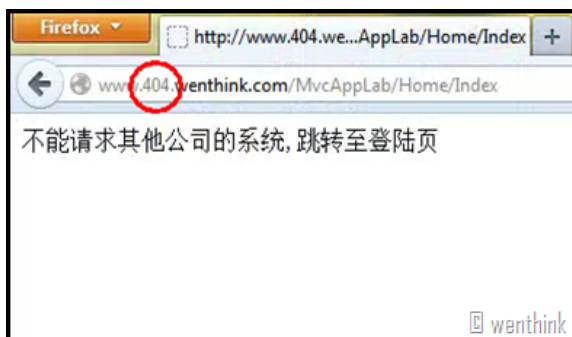 Firefox
http://www.404.we...AppLab/Home/Index
www.404.wenthink.com/MvcAppLab/Home/Index
不能请求其他公司的系统,跳转至登陆页
© wenthink